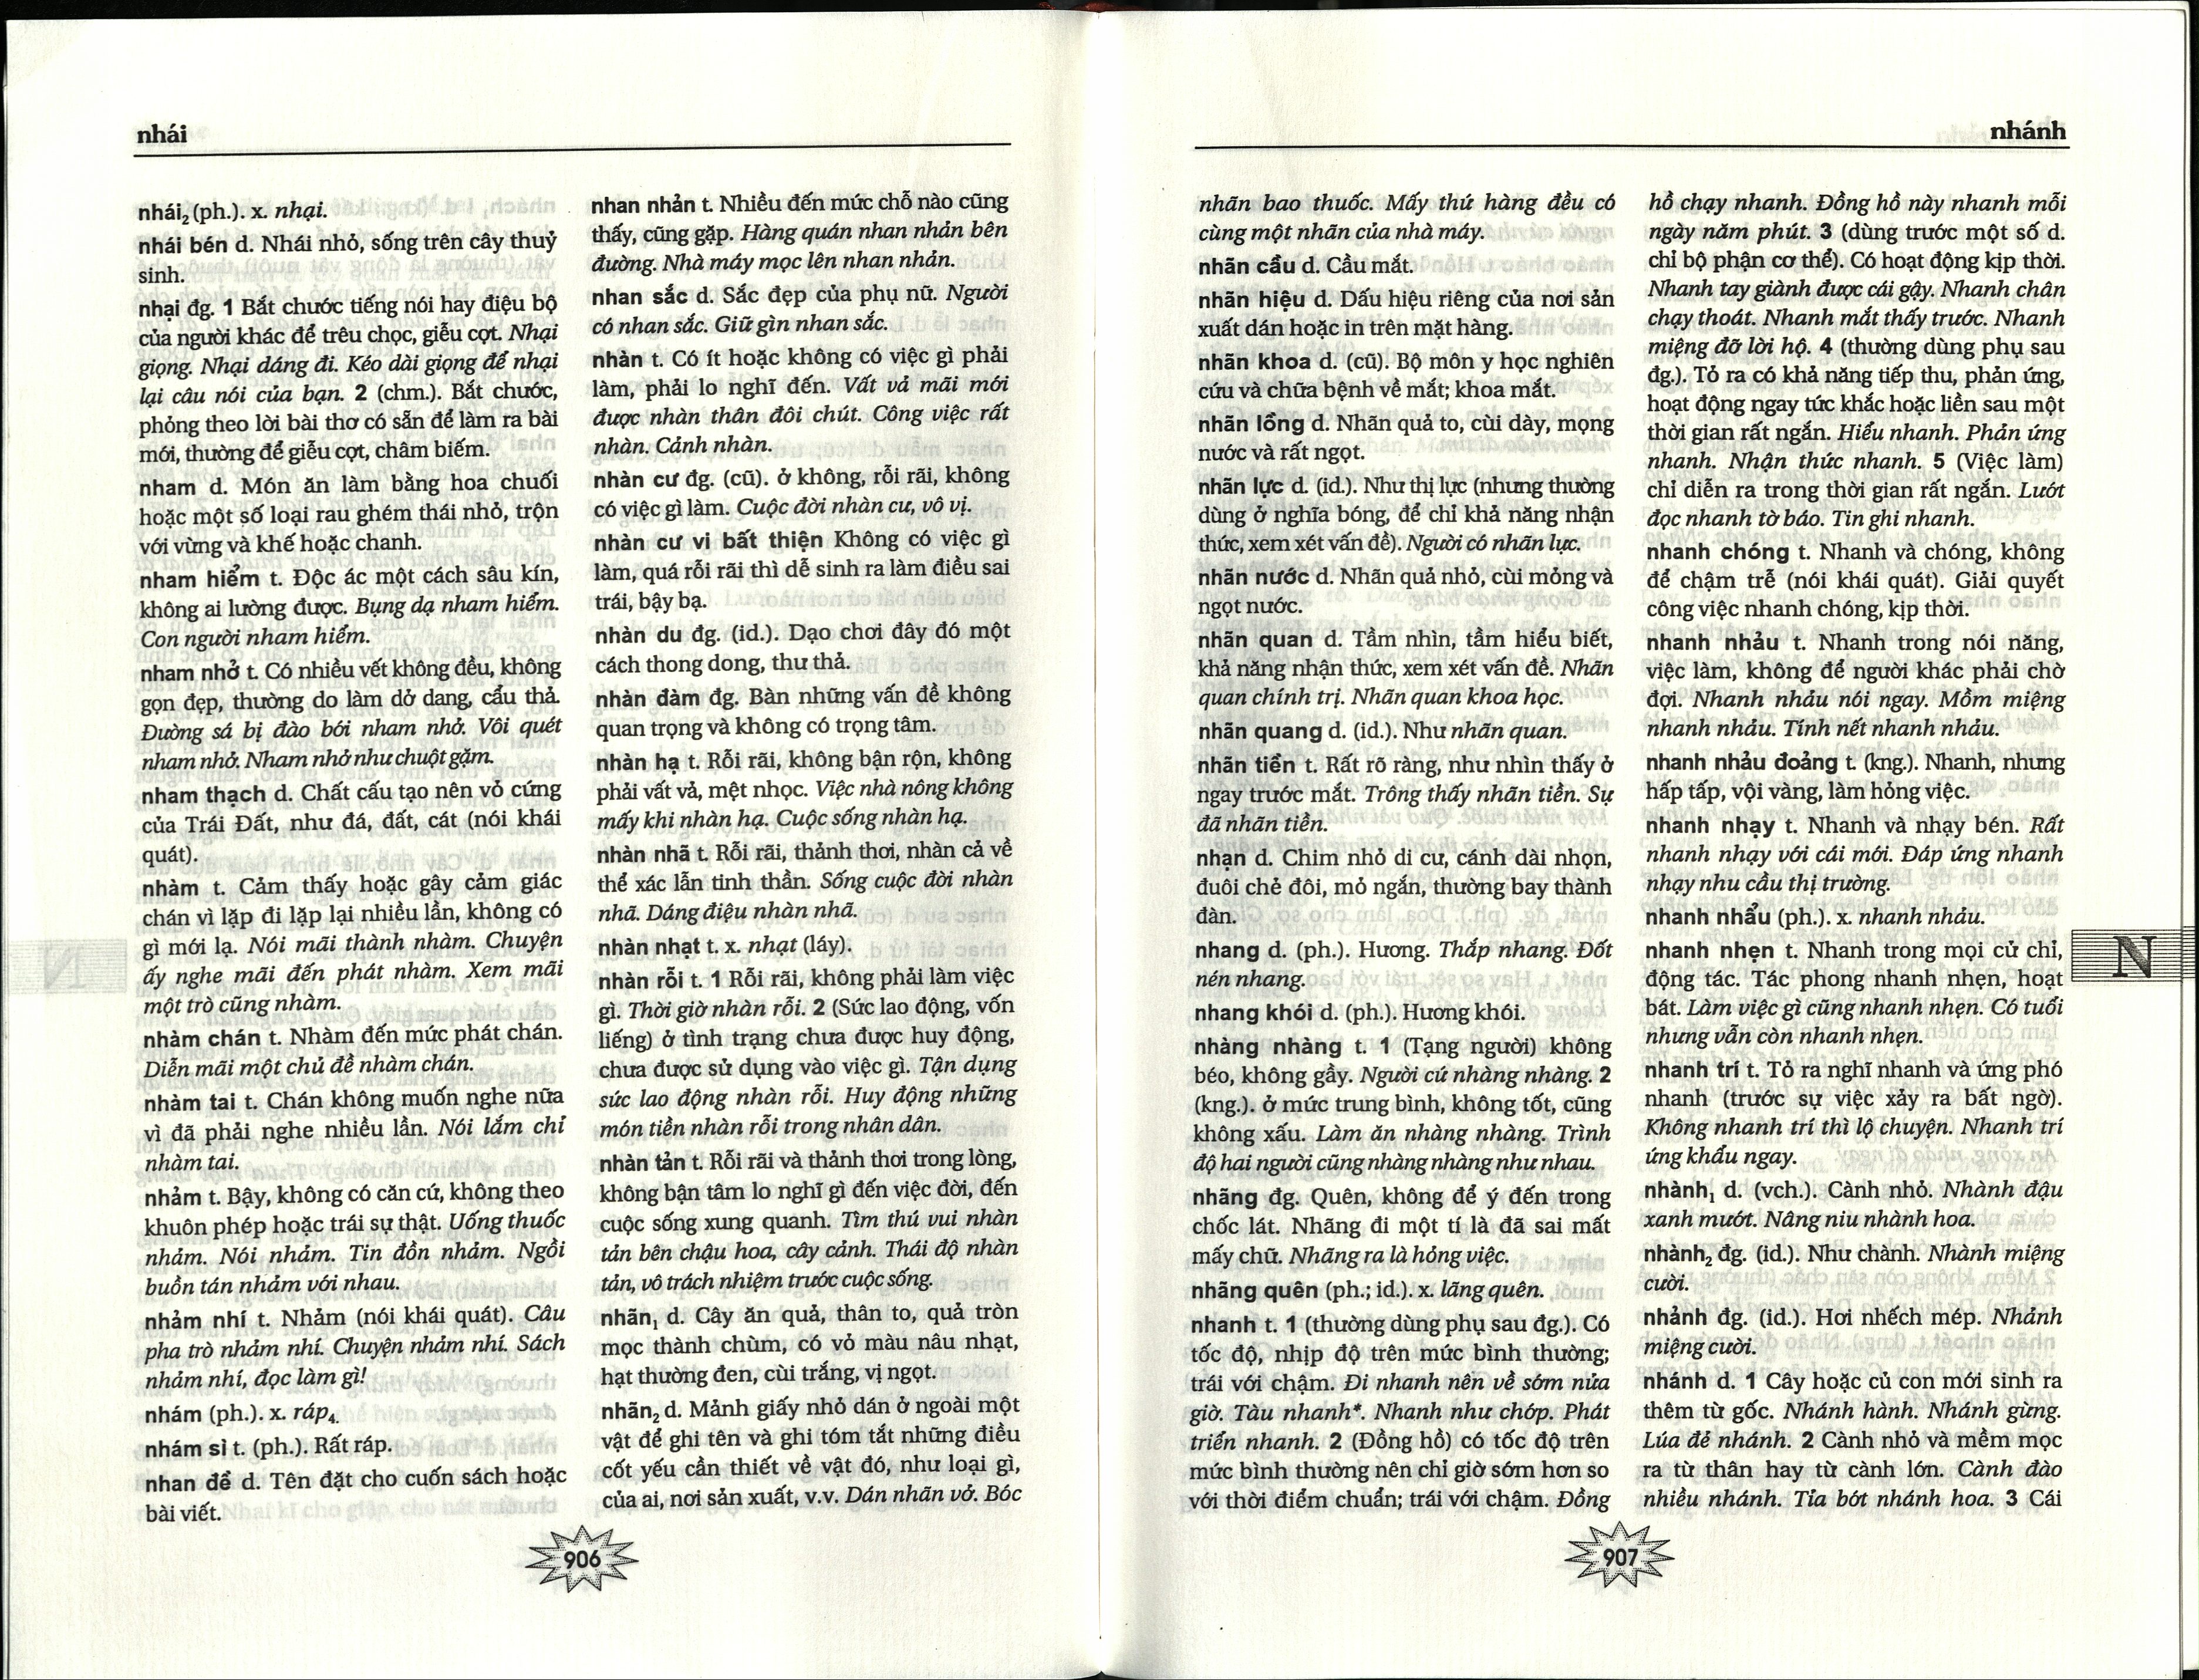 nhái
nhái₂ (ph.). x. nhại.
nhái bén d. Nhái nhỏ, sống trên cây thuỷ
sinh.
nhại đg. 1 Bắt chước tiếng nói hay điệu bộ
của người khác để trêu chọc, giễu cợt. Nhại
giọng. Nhại dáng đi. Kéo dài giọng để nhại
lại câu nói của bạn. 2 (chm.). Bắt chước,
phỏng theo lời bài thơ có sẵn để làm ra bài
mới, thường để giễu cợt, châm biếm.
nham d. Món ăn làm bằng hoa chuối
hoặc một số loại rau ghém thái nhỏ, trộn
với vừng và khế hoặc chanh.
nham hiểm t. Độc ác một cách sâu kín,
không ai lường được. Bụng dạ nham hiểm.
Con người nham hiểm.
nham nhở t. Có nhiều vết không đều, không
gọn đẹp, thường do làm dở dang, cẩu thả.
Đường sá bị đào bới nham nhở. Vôi quét
nham nhở. Nham nhở như chuột gặm.
nham thạch d. Chất cấu tạo nên vỏ cứng
của Trái Đất, như đá, đất, cát (nói khái
quát).
nhàm t. Cảm thấy hoặc gây cảm giác
chán vì lặp đi lặp lại nhiều lần, không có
gì mới lạ. Nói mãi thành nhàm. Chuyện
ấy nghe mãi đến phát nhàm. Xem mãi
một trò cũng nhàm.
nhàm chán t. Nhàm đến mức phát chán.
Diễn mãi một chủ đề nhàm chán.
nhàm tai t. Chán không muốn nghe nữa
vì đã phải nghe nhiều lần. Nói lắm chỉ
nhàm tai.
nhảm t. Bậy, không có căn cứ, không theo
khuôn phép hoặc trái sự thật. Uống thuốc
nhảm. Nói nhảm. Tin đồn nhảm. Ngồi
buồn tán nhảm với nhau.
nhảm nhí t. Nhảm (nói khái quát). Câu
pha trò nhảm nhí. Chuyện nhảm nhí. Sách
nhảm nhí, đọc làm gì!
nhám (ph.). x. ráp₄.
nhám sì t. (ph.). Rất ráp.
nhan đề d. Tên đặt cho cuốn sách hoặc
bài viết.
nhan nhản t. Nhiều đến mức chỗ nào cũng
thấy, cũng gặp. Hàng quán nhan nhản bên
đường. Nhà máy mọc lên nhan nhản.
nhan sắc d. Sắc đẹp của phụ nữ. Người
có nhan sắc. Giữ gìn nhan sắc.
nhàn t. Có ít hoặc không có việc gì phải
làm, phải lo nghĩ đến. Vất vả mãi mới
được nhàn thân đôi chút. Công việc rất
nhàn. Cảnh nhàn.
nhàn cư đg. (cũ). ở không, rỗi rãi, không
có việc gì làm. Cuộc đời nhàn cư, vô vị.
nhàn cư vi bất thiện Không có việc gì
làm, quá rỗi rãi thì dễ sinh ra làm điều sai
trái, bậy bạ.
nhàn du đg. (id.). Dạo chơi đây đó một
cách thong dong, thư thả.
nhàn đàm đg. Bàn những vấn đề không
quan trọng và không có trọng tâm.
nhàn hạ t. Rỗi rãi, không bận rộn, không
phải vất vả, mệt nhọc. Việc nhà nông không
mấy khi nhàn hạ. Cuộc sống nhàn hạ.
nhàn nhã t. Rỗi rãi, thảnh thơi, nhàn cả về
thể xác lẫn tinh thần. Sống cuộc đời nhàn
nhã. Dáng điệu nhàn nhã.
nhàn nhạt t. x. nhạt (láy).
nhàn rỗi t. 1 Rỗi rãi, không phải làm việc
gì. Thời giờ nhàn rỗi. 2 (Sức lao động, vốn
liếng) ở tình trạng chưa được huy động,
chưa được sử dụng vào việc gì. Tận dụng
sức lao động nhàn rỗi. Huy động những
món tiền nhàn rỗi trong nhân dân.
nhàn tản t. Rỗi rãi và thảnh thơi trong lòng,
không bận tâm lo nghĩ gì đến việc đời, đến
cuộc sống xung quanh. Tìm thú vui nhàn
tản bên chậu hoa, cây cảnh. Thái độ nhàn
tản, vô trách nhiệm trước cuộc sống.
nhãn₁ d. Cây ăn quả, thân to, quả tròn
mọc thành chùm, có vỏ màu nâu nhạt,
hạt thường đen, cùi trắng, vị ngọt.
nhãn₂ d. Mảnh giấy nhỏ dán ở ngoài một
vật để ghi tên và ghi tóm tắt những điều
cốt yếu cần thiết về vật đó, như loại gì,
của ai, nơi sản xuất, v.v. Dán nhãn vở. Bóc
906
nhánh
nhãn bao thuốc. Mấy thứ hàng đều có
cùng một nhãn của nhà máy.
nhãn cầu d. Cầu mắt.
nhãn hiệu d. Dấu hiệu riêng của nơi sản
xuất dán hoặc in trên mặt hàng.
nhãn khoa d. (cũ). Bộ môn y học nghiên
cứu và chữa bệnh về mắt; khoa mắt.
nhãn lồng d. Nhãn quả to, cùi dày, mọng
nước và rất ngọt.
nhãn lực d. (id.). Như thị lực (nhưng thường
dùng ở nghĩa bóng, để chỉ khả năng nhận
thức, xem xét vấn đề). Người có nhãn lực.
nhãn nước d. Nhãn quả nhỏ, cùi mỏng và
ngọt nước.
nhãn quan d. Tầm nhìn, tầm hiểu biết,
khả năng nhận thức, xem xét vấn đề. Nhãn
quan chính trị. Nhãn quan khoa học.
nhãn quang d. (id.). Như nhãn quan.
nhãn tiền t. Rất rõ ràng, như nhìn thấy ở
ngay trước mắt. Trông thấy nhãn tiền. Sự
đã nhãn tiền.
nhạn d. Chim nhỏ di cư, cánh dài nhọn,
đuôi chẻ đôi, mỏ ngắn, thường bay thành
đàn.
nhang d. (ph.). Hương. Thắp nhang. Đốt
nén nhang.
nhang khói d. (ph.). Hương khói.
nhàng nhàng t. 1 (Tạng người) không
béo, không gầy. Người cứ nhàng nhàng. 2
(kng.). ở mức trung bình, không tốt, cũng
không xấu. Làm ăn nhàng nhàng. Trình
độ hai người cũng nhàng nhàng như nhau.
nhãng đg. Quên, không để ý đến trong
chốc lát. Nhãng đi một tí là đã sai mất
mấy chữ. Nhãng ra là hỏng việc.
nhãng quên (ph.; id.). x. lãng quên.
nhanh t. 1 (thường dùng phụ sau đg.). Có
tốc độ, nhịp độ trên mức bình thường;
trái với chậm. Đi nhanh nên về sớm nửa
giờ. Tàu nhanh*. Nhanh như chớp. Phát
triển nhanh. 2 (Đồng hồ) có tốc độ trên
mức bình thường nên chỉ giờ sớm hơn so
với thời điểm chuẩn; trái với chậm. Đồng
hồ chạy nhanh. Đồng hồ này nhanh mỗi
ngày năm phút. 3 (dùng trước một số d.
chỉ bộ phận cơ thể). Có hoạt động kịp thời.
Nhanh tay giành được cái gậy. Nhanh chân
chạy thoát. Nhanh mắt thấy trước. Nhanh
miệng đỡ lời hộ. 4 (thường dùng phụ sau
đg.). Tỏ ra có khả năng tiếp thu, phản ứng,
hoạt động ngay tức khắc hoặc liền sau một
thời gian rất ngắn. Hiểu nhanh. Phản ứng
nhanh. Nhận thức nhanh. 5 (Việc làm)
chỉ diễn ra trong thời gian rất ngắn. Lướt
đọc nhanh tờ báo. Tin ghi nhanh.
nhanh chóng t. Nhanh và chóng, không
để chậm trễ (nói khái quát). Giải quyết
công việc nhanh chóng, kịp thời.
nhanh nhảu t. Nhanh trong nói năng,
việc làm, không để người khác phải chờ
đợi. Nhanh nhảu nói ngay. Mồm miệng
nhanh nhảu. Tính nết nhanh nhảu.
nhanh nhảu đoảng t. (kng.). Nhanh, nhưng
hấp tấp, vội vàng, làm hỏng việc.
nhanh nhạy t. Nhanh và nhạy bén. Rất
nhanh nhạy với cái mới. Đáp ứng nhanh
nhạy nhu cầu thị trường.
nhanh nhẩu (ph.). x. nhanh nhảu.
nhanh nhẹn t. Nhanh trong mọi cử chỉ,
động tác. Tác phong nhanh nhẹn, hoạt
bát. Làm việc gì cũng nhanh nhẹn. Có tuổi
nhưng vẫn còn nhanh nhẹn.
nhanh trí t. Tỏ ra nghĩ nhanh và ứng phó
nhanh (trước sự việc xảy ra bất ngờ).
Không nhanh trí thì lộ chuyện. Nhanh trí
ứng khẩu ngay.
nhành₁ d. (vch.). Cành nhỏ. Nhành đậu
xanh mướt. Nâng niu nhành hoa.
nhành₂ đg. (id.). Như chành. Nhành miệng
cười.
nhảnh đg. (id.). Hơi nhếch mép. Nhảnh
miệng cười.
nhánh d. 1 Cây hoặc củ con mới sinh ra
thêm từ gốc. Nhánh hành. Nhánh gừng.
Lúa đẻ nhánh. 2 Cành nhỏ và mềm mọc
ra từ thân hay từ cành lớn. Cành đào
nhiều nhánh. Tỉa bớt nhánh hoa. 3 Cái
N
907